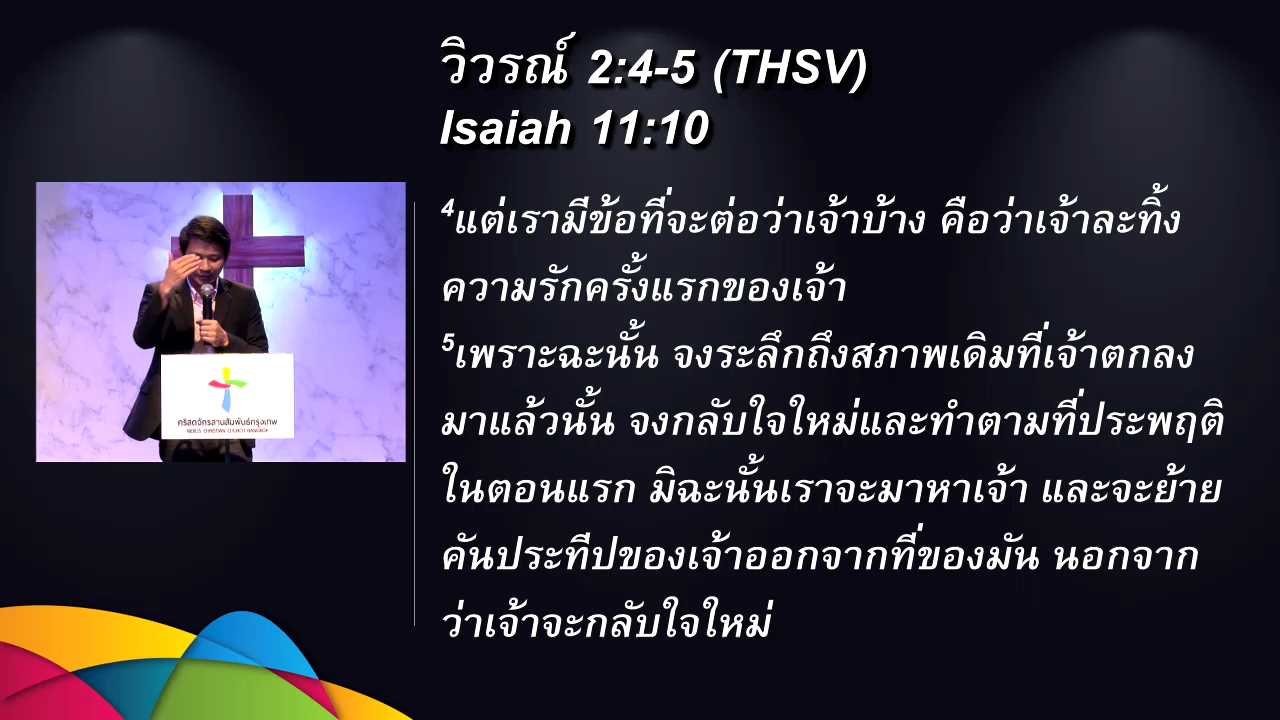 วิวรณ์ 2:4-5 (THSV)
Isaiah 11:10
⁴แต่เรามีข้อที่จะต่อว่าเจ้าบ้าง คือว่าเจ้าละทิ้ง
ความรักครั้งแรกของเจ้า
⁵เพราะฉะนั้น จงระลึกถึงสภาพเดิมที่เจ้าตกลง
มาแล้วนั้น จงกลับใจใหม่และทำตามที่ประพฤติ
ในตอนแรก มิฉะนั้นเราจะมาหาเจ้า และจะย้าย
คันประทีปของเจ้าออกจากที่ของมัน นอกจาก
ว่าเจ้าจะกลับใจใหม่
คริสตจักรสานสัมพันธ์กรุงเทพ
NEXUS CHRISTIAN CHURCH BANGKOK